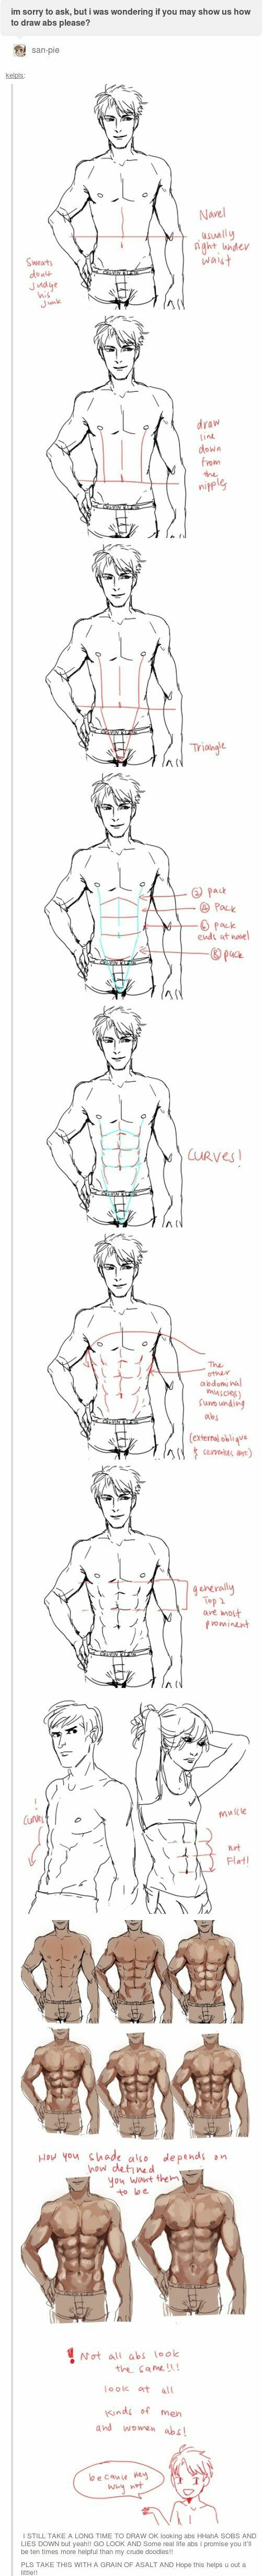 im sorry to ask, but i was wondering if you may show us how
to draw abs please?
san-pie
kelpls:
Navel
usually
right under
waist
Sweats
dont
judge
his
junk
CALVIN KLEIN
draw
line
down
from
the
nipples
Triangle
② pack
④ Pack
⑥ pack
ends at navel
⑧ pack
CURVES!
The
other
abdominal
muscle(s)
surrounding
abs
(external oblique
generally
Top 2
are most
prominent
CALVIN KLEIN
!
CURVES
muscle
not
Flat!
How you shade also depends on
how defined
you want them
to be
! Not all abs look
the same!!!
look at all
kinds of men
and women abs!
because hey
why not
I STILL TAKE A LONG TIME TO DRAW OK looking abs HHahA SOBS AND
LIES DOWN but yeah!! GO LOOK AND Some real life abs i promise you it'll
be ten times more helpful than my crude doodles!!
PLS TAKE THIS WITH A GRAIN OF ASALT AND Hope this helps u out a
little!!